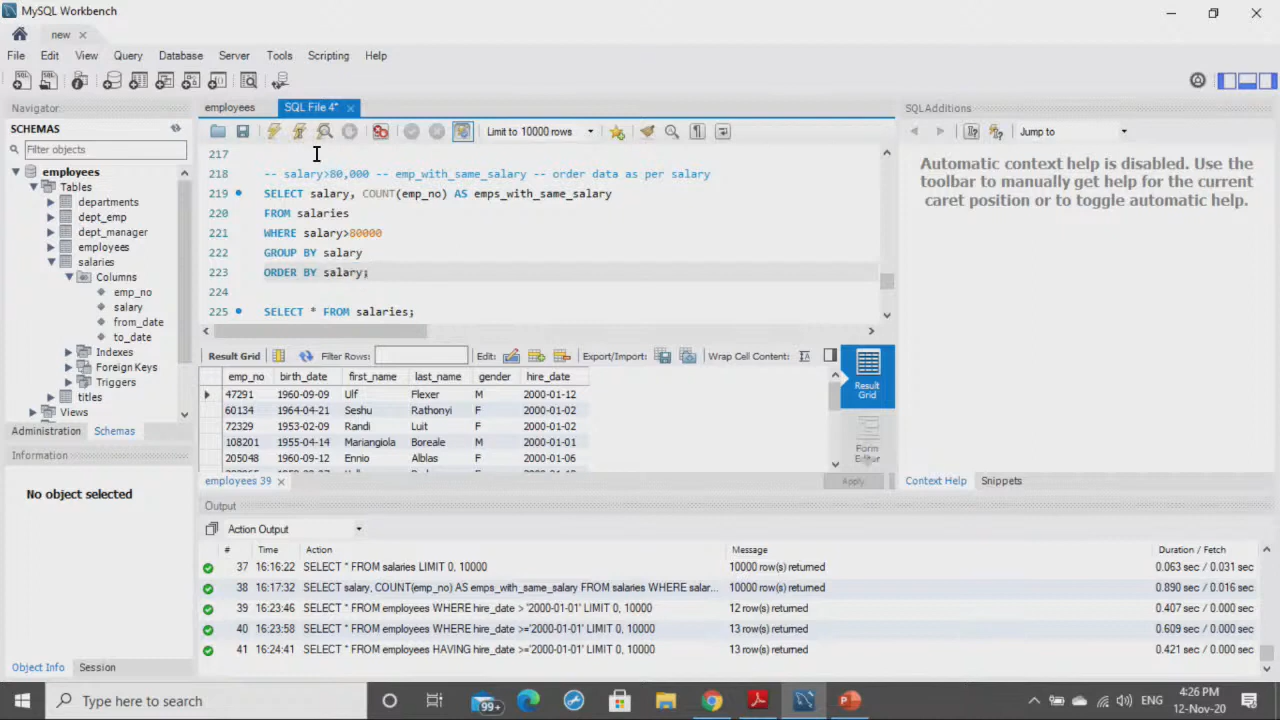 MySQL Workbench
new
File Edit View Query Database Server Tools Scripting Help
Navigator
employees SQL File 4*
SQLAdditions
SCHEMAS
Limit to 10000 rows
Jump to
Filter objects
employees
Tables
departments
dept_emp
dept_manager
employees
salaries
Columns
emp_no
salary
from_date
to_date
Indexes
Foreign Keys
Triggers
titles
Views
Administration Schemas
Information
No object selected
Object Info Session
217
218 -- salary>80,000 -- emp_with_same_salary -- order data as per salary
219 SELECT salary, COUNT(emp_no) AS emps_with_same_salary
220 FROM salaries
221 WHERE salary>80000
222 GROUP BY salary
223 ORDER BY salary;
224
225 SELECT * FROM salaries;
Result Grid Filter Rows: Edit: Export/Import: Wrap Cell Content:
emp_no birth_date first_name last_name gender hire_date
47291 1960-09-09 Ulf Flexer M 2000-01-12
60134 1964-04-21 Seshu Rathonyi F 2000-01-02
72329 1953-02-09 Randi Luit F 2000-01-02
108201 1955-04-14 Mariangiola Boreale M 2000-01-01
205048 1960-09-12 Ennio Alblas F 2000-01-06
Result
Grid
Form
Editor
employees 39
Apply
Automatic context help is disabled. Use the
toolbar to manually get help for the current
caret position or to toggle automatic help.
Context Help Snippets
Output
Action Output
# Time Action Message Duration / Fetch
37 16:16:22 SELECT * FROM salaries LIMIT 0, 10000 10000 row(s) returned 0.063 sec / 0.031 sec
38 16:17:32 SELECT salary, COUNT(emp_no) AS emps_with_same_salary FROM salaries WHERE salar... 10000 row(s) returned 0.890 sec / 0.016 sec
39 16:23:46 SELECT * FROM employees WHERE hire_date > '2000-01-01' LIMIT 0, 10000 12 row(s) returned 0.407 sec / 0.000 sec
40 16:23:58 SELECT * FROM employees WHERE hire_date >='2000-01-01' LIMIT 0, 10000 13 row(s) returned 0.609 sec / 0.000 sec
41 16:24:41 SELECT * FROM employees HAVING hire_date >='2000-01-01' LIMIT 0, 10000 13 row(s) returned 0.421 sec / 0.000 sec
Type here to search
99+
ENG
4:26 PM
12-Nov-20